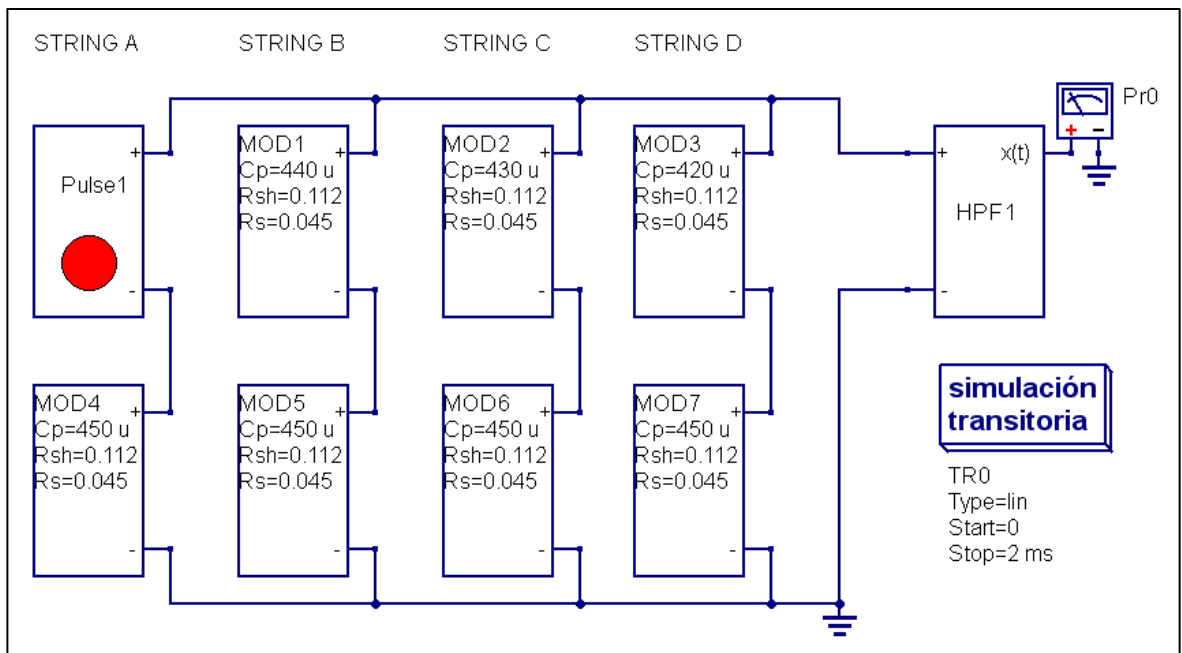 STRING A
STRING B
STRING C
STRING D
Pr0
+ -
+
Pulse1
-
MOD1
+
Cp=440 u
Rsh=0.112
Rs=0.045
-
MOD2
+
Cp=430 u
Rsh=0.112
Rs=0.045
-
MOD3
+
Cp=420 u
Rsh=0.112
Rs=0.045
-
+
x(t)
HPF1
-
MOD4
+
Cp=450 u
Rsh=0.112
Rs=0.045
-
MOD5
+
Cp=450 u
Rsh=0.112
Rs=0.045
-
MOD6
+
Cp=450 u
Rsh=0.112
Rs=0.045
-
MOD7
+
Cp=450 u
Rsh=0.112
Rs=0.045
-
simulación
transitoria
TR0
Type=lin
Start=0
Stop=2 ms